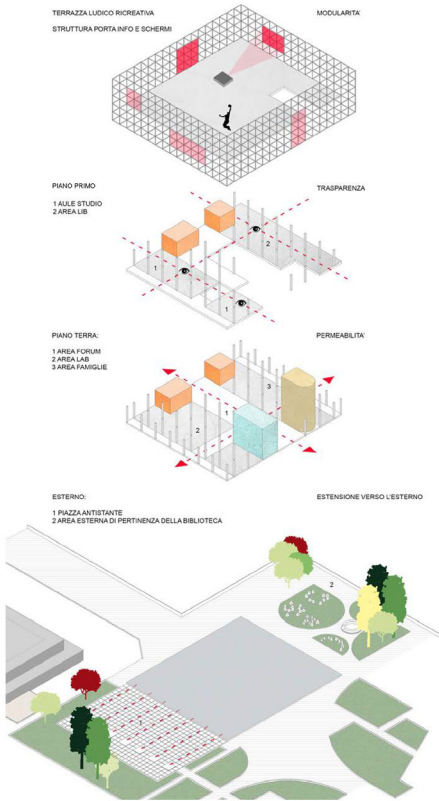 TERRAZZA LUDICO RICREATIVA
MODULARITA'
STRUTTURA PORTA INFO E SCHERMI
PIANO PRIMO
TRASPARENZA
1 AULE STUDIO
2 AREA LIB
2
1
1
PIANO TERRA:
PERMEABILITA'
1 AREA FORUM
2 AREA LAB
3 AREA FAMIGLIE
3
1
2
ESTERNO:
ESTENSIONE VERSO L'ESTERNO
1 PIAZZA ANTISTANTE
2 AREA ESTERNA DI PERTINENZA DELLA BIBLIOTECA
2
1